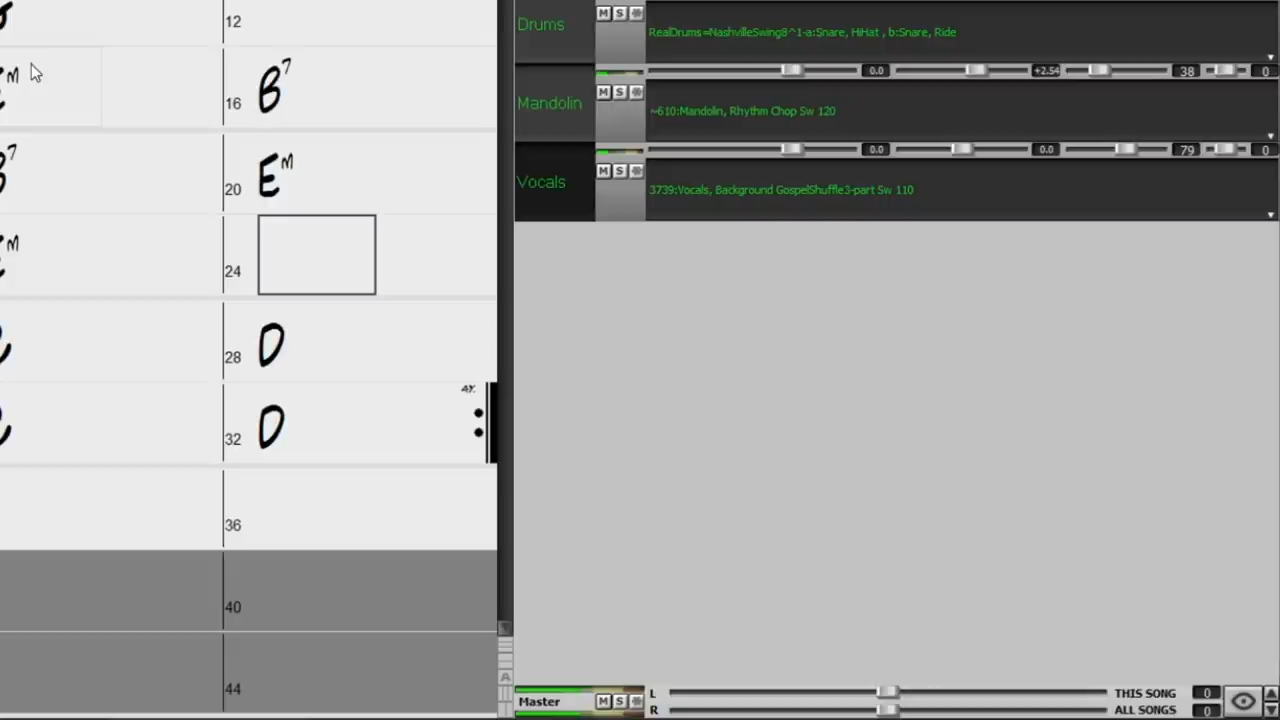 12
M
16 B7
7
20 EM
M
24
28 D
4X
32 D
36
40
44
Drums
M S
RealDrums=NashvilleSwing8^1-a:Snare, HiHat , b:Snare, Ride
0.0 +2.54 38 0
Mandolin
M S
~610:Mandolin, Rhythm Chop Sw 120
0.0 0.0 79 0
Vocals
M S
3739:Vocals, Background GospelShuffle3-part Sw 110
A
Master
M S
L THIS SONG 0
R ALL SONGS 0